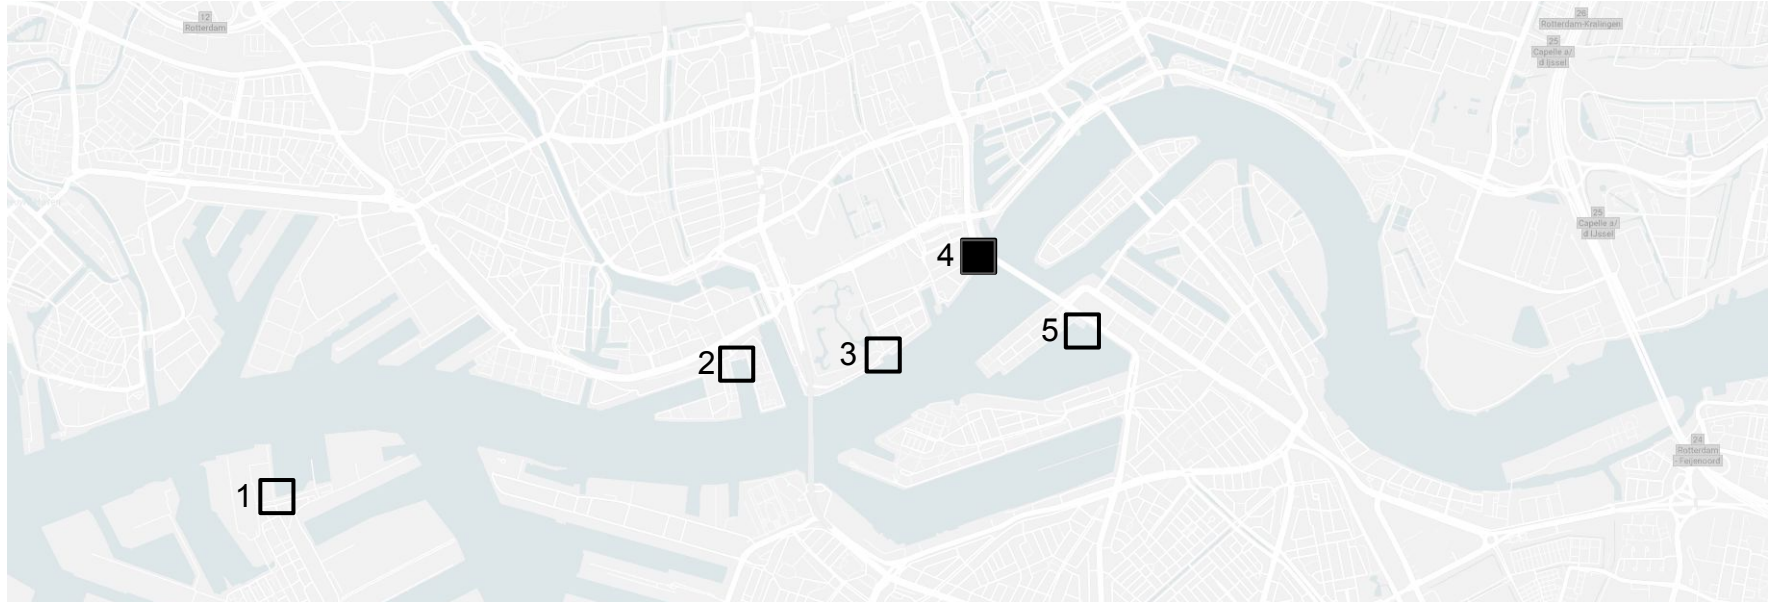 12
Rotterdam
26
Rotterdam-Kralingen
25
Capelle a/
d Ijssel
25
Capelle a/
d IJssel
4
5
3
2
24
Rotterdam
- Feijenoord
1